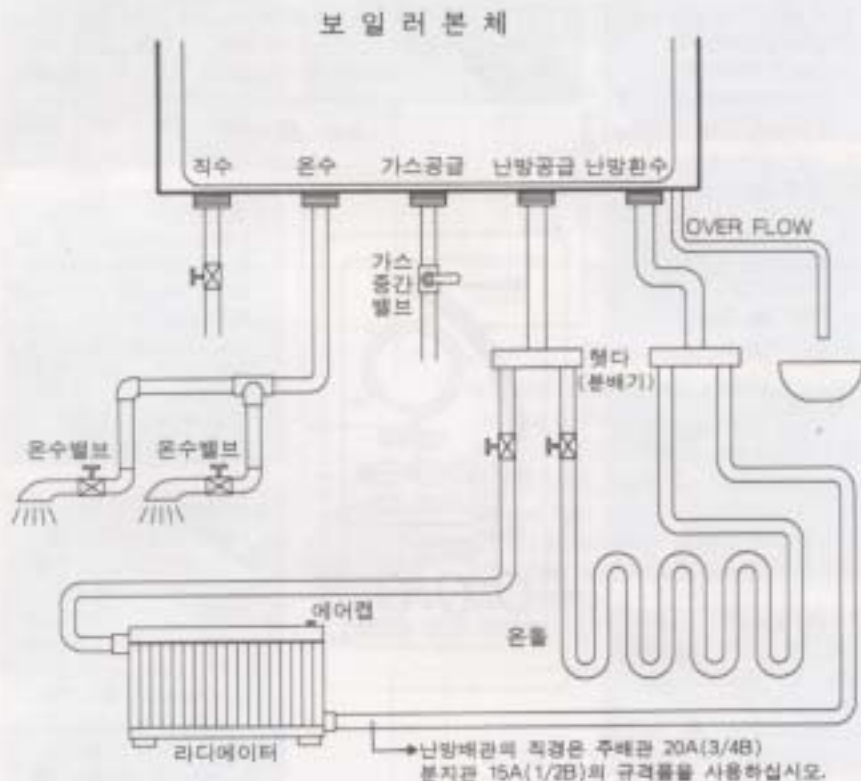 보 일 러 본 체
직수 온수 가스공급 난방공급 난방환수
OVER FLOW
가스
중간
밸브
헷다
(분배기)
온수밸브 온수밸브
에어캡
온돌
라디에이터
난방배관의 직경은 주배관 20A(3/4B)
분지관 15A(1/2B)의 규격품을 사용하십시오.